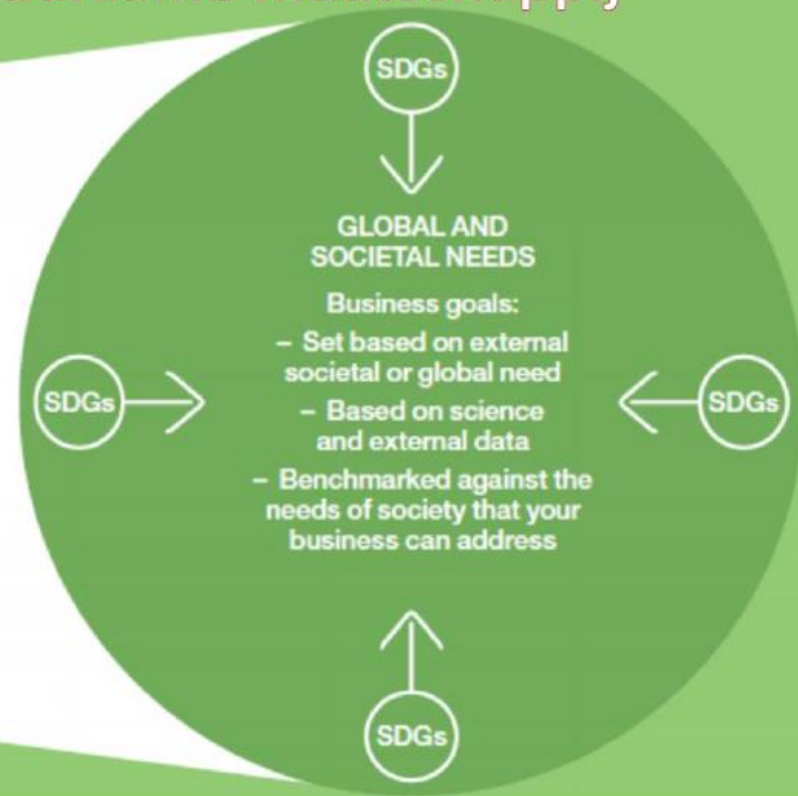 SDGs
GLOBAL AND
SOCIETAL NEEDS
Business goals:
– Set based on external
societal or global need
SDGs
SDGs
– Based on science
and external data
– Benchmarked against the
needs of society that your
business can address
SDGs